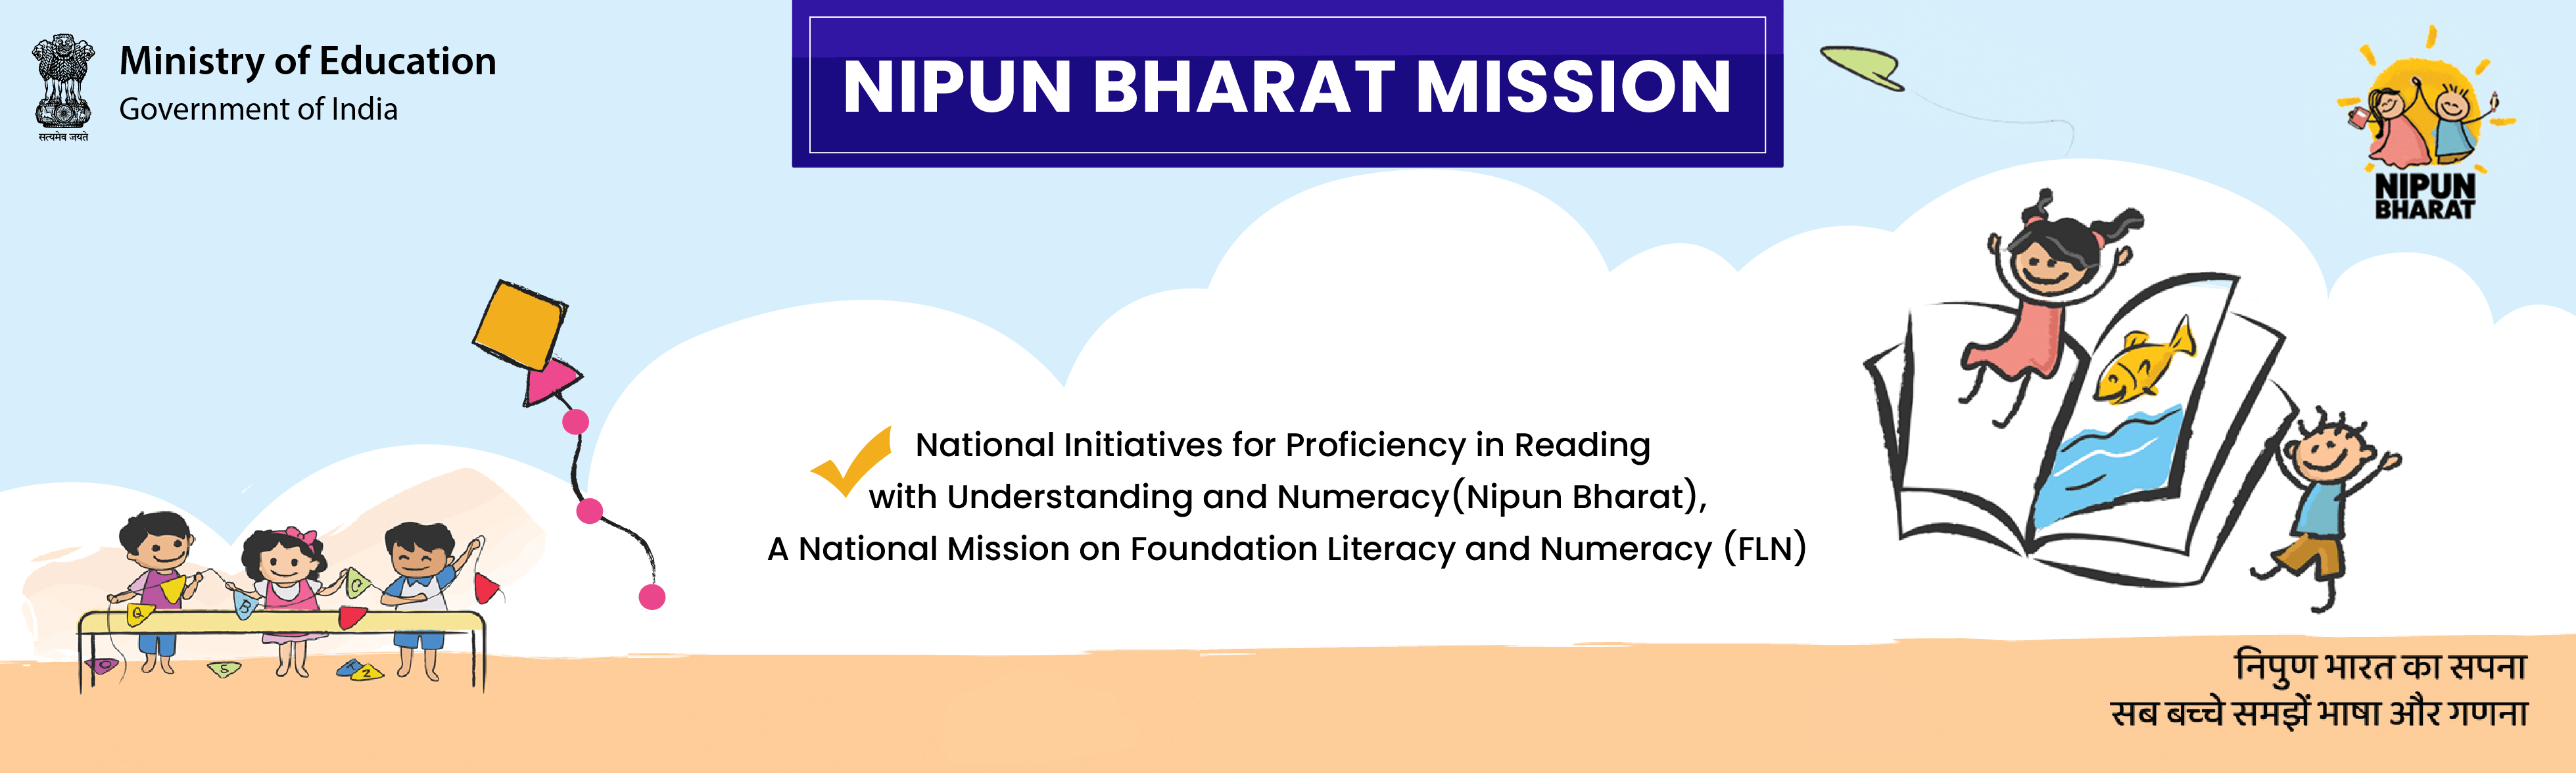 Ministry of Education
Government of India
सत्यमेव जयते
NIPUN BHARAT MISSION
NIPUN
BHARAT
National Initiatives for Proficiency in Reading
with Understanding and Numeracy(Nipun Bharat),
A National Mission on Foundation Literacy and Numeracy (FLN)
Q
B
C
O
S
T
Z
निपुण भारत का सपना
सब बच्चे समझें भाषा और गणना